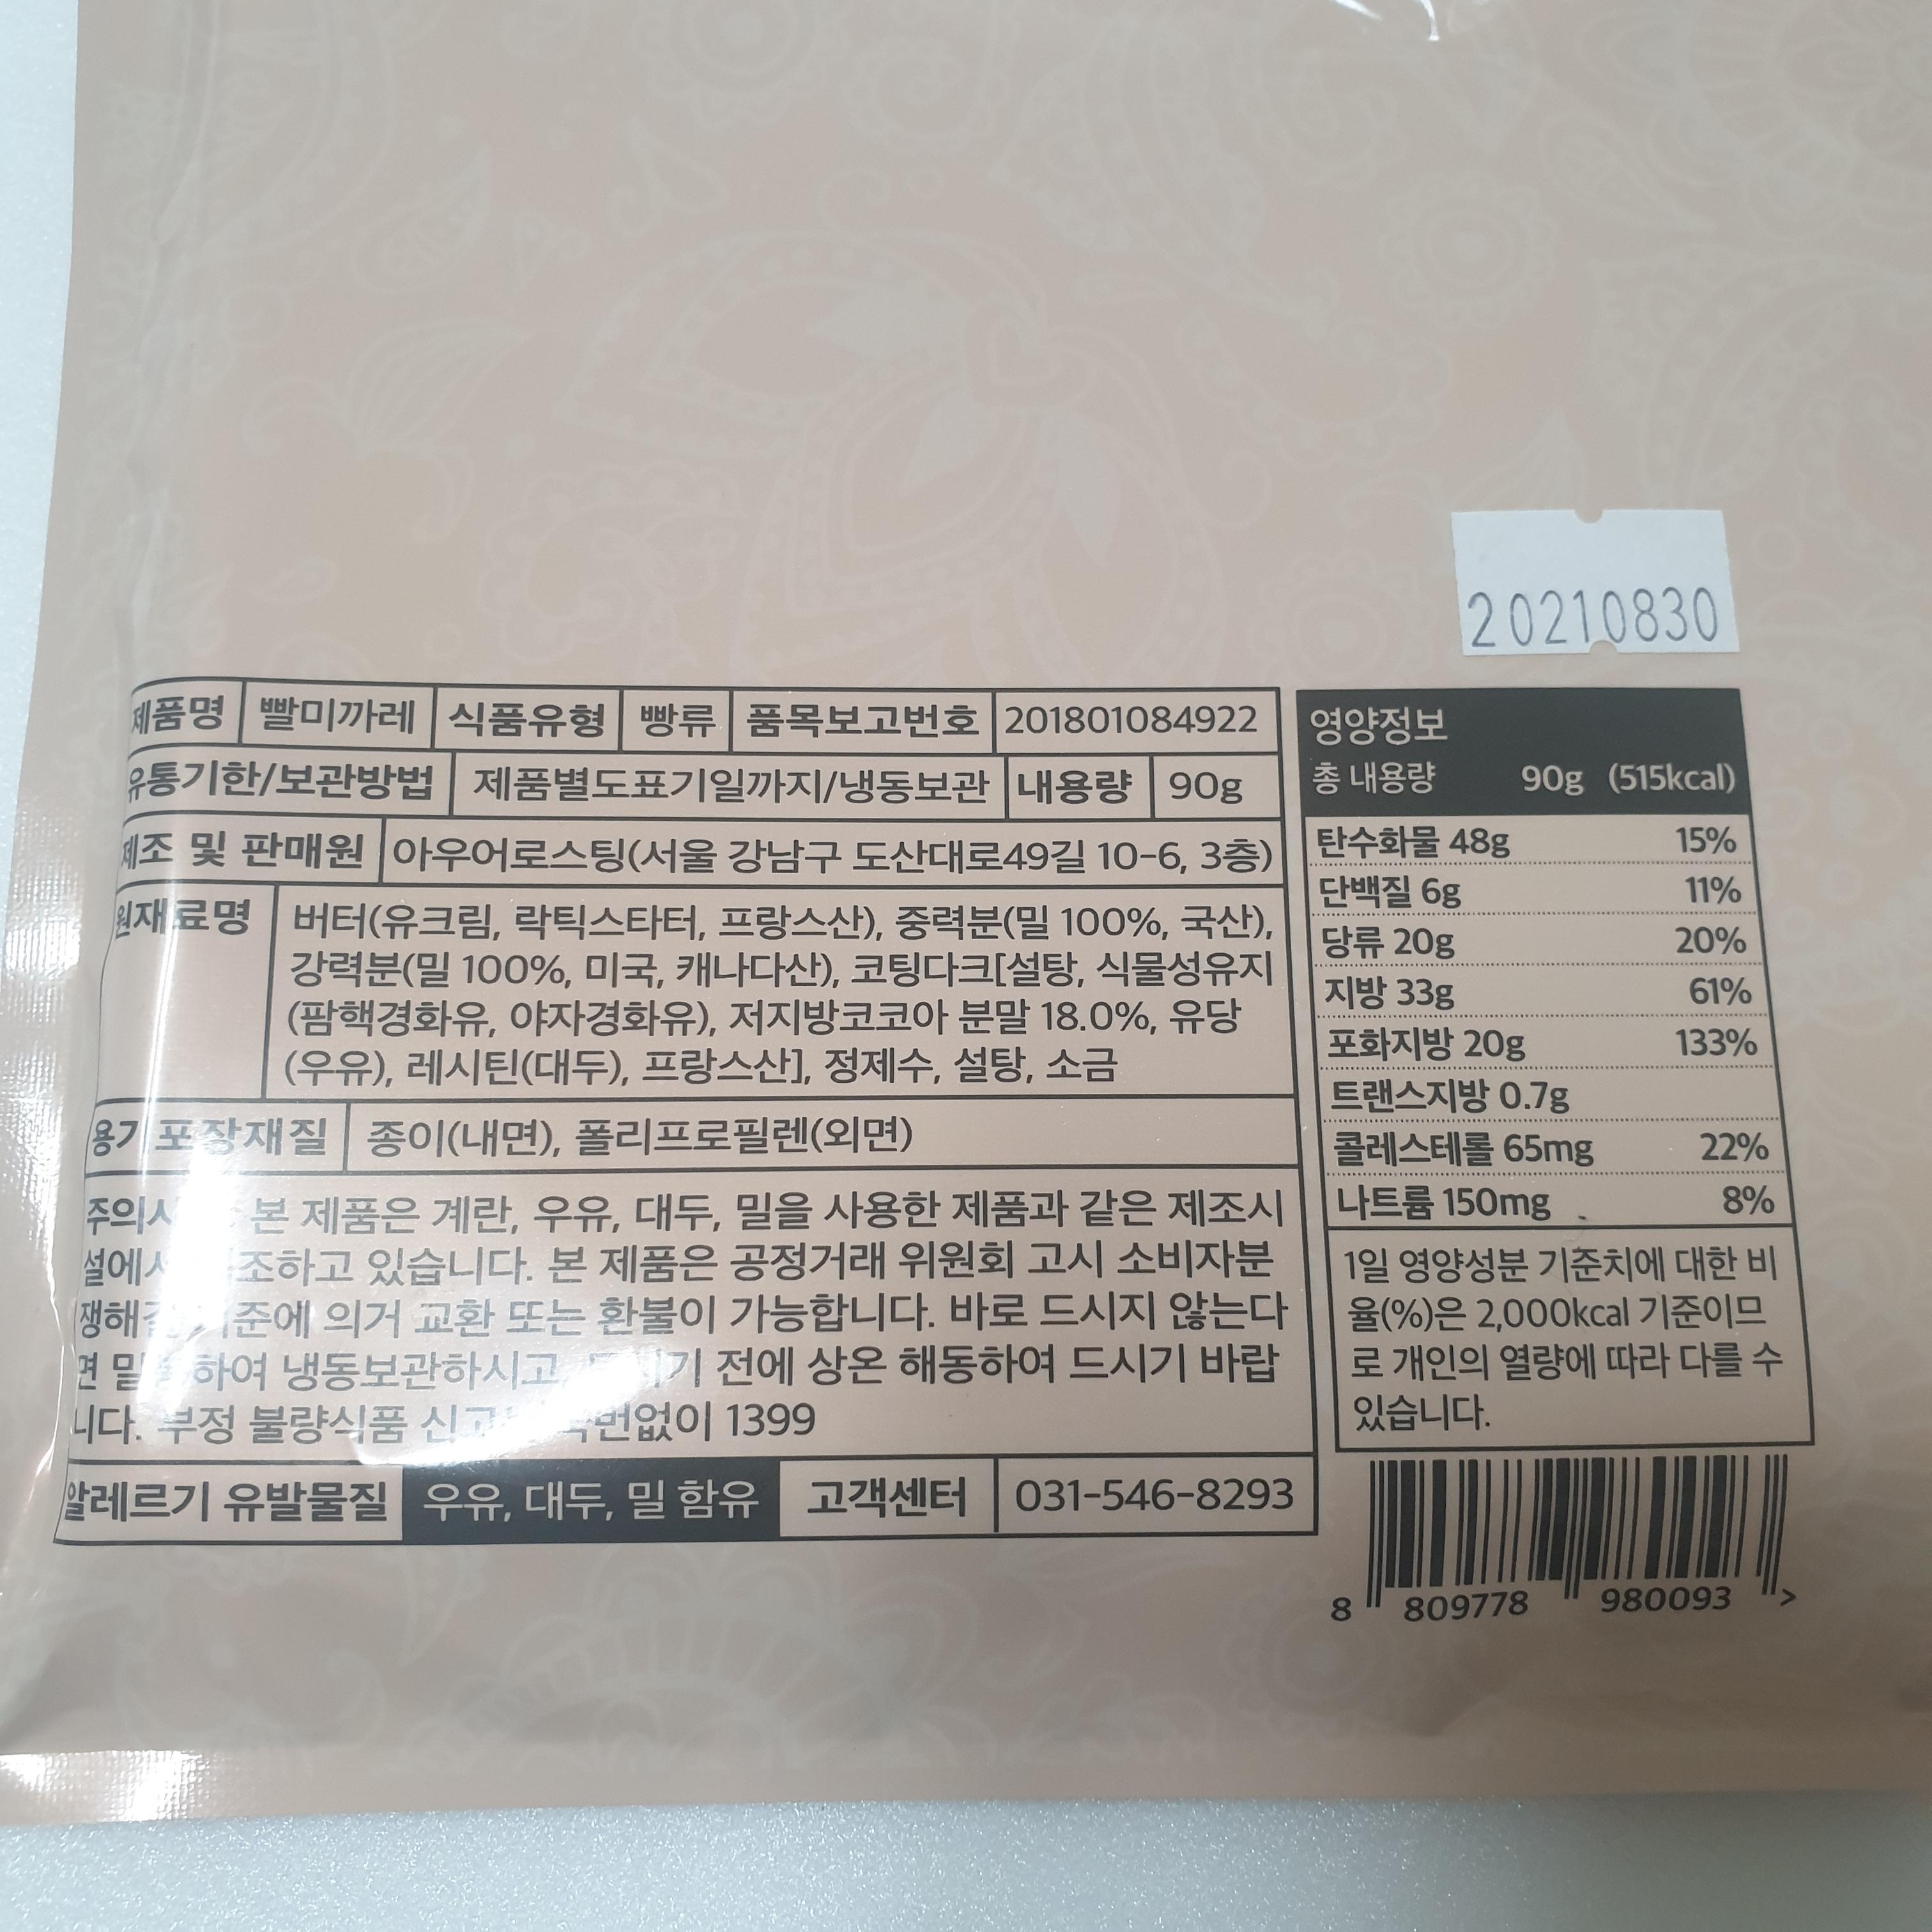 20210830
제품명 빨미까레 식품유형 빵류 품목보고번호 201801084922
유통기한/보관방법 제품별도표기일까지/냉동보관 내용량 90g
제조 및 판매원 아우어로스팅(서울 강남구 도산대로49길 10-6, 3층)
원재료명 버터(유크림, 락틱스타터, 프랑스산), 중력분(밀 100%, 국산),
강력분(밀 100%, 미국, 캐나다산), 코팅다크[설탕, 식물성유지
(팜핵경화유, 야자경화유), 저지방코코아 분말 18.0%, 유당
(우유), 레시틴(대두), 프랑스산], 정제수, 설탕, 소금
용기 포장재질 종이(내면), 폴리프로필렌(외면)
본 제품은 계란, 우유, 대두, 밀을 사용한 제품과 같은 제조시
설에서 있습니다. 본 제품은 공정거래 위원회 고시 소비자분
의거 교환 또는 환불이 가능합니다. 바로 드시지 않는다
면 냉동보관하시고 전에 상온 해동하여 드시기 바랍
니다. 부정 불량식품 국번없이 1399
알레르기 유발물질 우유, 대두, 밀 함유 고객센터 031-546-8293
영양정보
총 내용량 90g (515kcal)
탄수화물 48g 15%
단백질 6g 11%
당류 20g 20%
지방 33g 61%
포화지방 20g 133%
트랜스지방 0.7g
콜레스테롤 65mg 22%
나트륨 150mg 8%
1일 영양성분 기준치에 대한 비
율(%)은 2,000kcal 기준이므
로 개인의 열량에 따라 다를 수
있습니다.
8 809778 980093 >